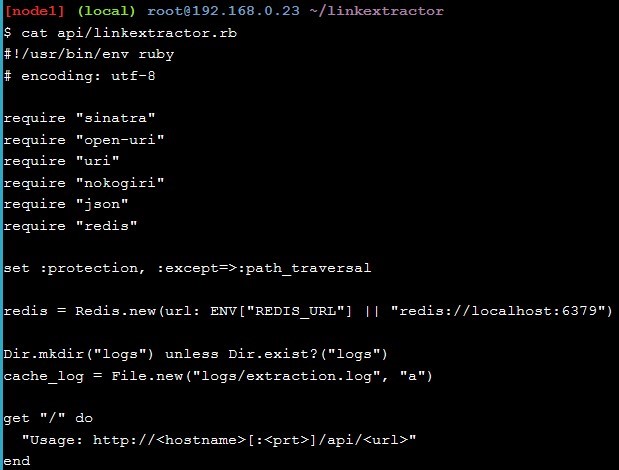 [node1] (local) root@192.168.0.23 ~/linkextractor
$ cat api/linkextractor.rb
#!/usr/bin/env ruby
# encoding: utf-8

require "sinatra"
require "open-uri"
require "uri"
require "nokogiri"
require "json"
require "redis"

set :protection, :except=>:path_traversal

redis = Redis.new(url: ENV["REDIS_URL"] || "redis://localhost:6379")

Dir.mkdir("logs") unless Dir.exist?("logs")
cache_log = File.new("logs/extraction.log", "a")

get "/" do
  "Usage: http://<hostname>[:<prt>]/api/<url>"
end